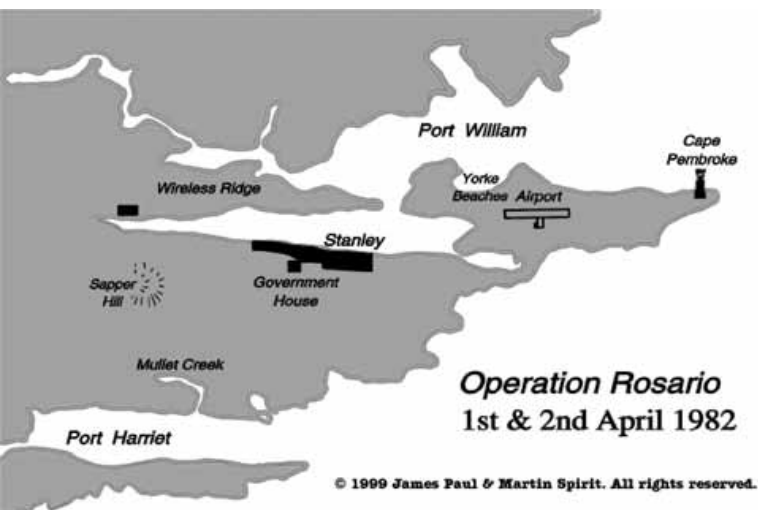 Port William
Cape
Pembroke
Yorke
Beaches
Airport
Wireless Ridge
Stanley
Sapper
Hill
Government
House
Mullet Creek
Operation Rosario
1st & 2nd April 1982
Port Harriet
© 1999 James Paul & Martin Spirit. All rights reserved.